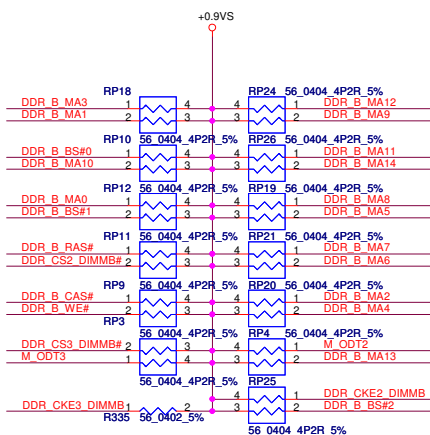 +0.9VS
RP18 RP24 56_0404_4P2R_5%
DDR_B_MA3 1 4 4 1 DDR_B_MA12
DDR_B_MA1 2 3 3 2 DDR_B_MA9
RP10 56_0404_4P2R_5% RP26 56_0404_4P2R_5%
DDR_B_BS#0 1 4 4 1 DDR_B_MA11
DDR_B_MA10 2 3 3 2 DDR_B_MA14
RP12 56_0404_4P2R_5% RP19 56_0404_4P2R_5%
DDR_B_MA0 1 4 4 1 DDR_B_MA8
DDR_B_BS#1 2 3 3 2 DDR_B_MA5
RP11 56_0404_4P2R_5% RP21 56_0404_4P2R_5%
DDR_B_RAS# 1 4 4 1 DDR_B_MA7
DDR_CS2_DIMMB# 2 3 3 2 DDR_B_MA6
RP9 56_0404_4P2R_5% RP20 56_0404_4P2R_5%
DDR_B_CAS# 1 4 4 1 DDR_B_MA2
DDR_B_WE# 2 3 3 2 DDR_B_MA4
RP3 56_0404_4P2R_5% RP4 56_0404_4P2R_5%
DDR_CS3_DIMMB# 2 3 4 1 M_ODT2
M_ODT3 1 4 3 2 DDR_B_MA13
56_0404_4P2R_5% RP25
4 1 DDR_CKE2_DIMMB
DDR_CKE3_DIMMB 1 2 3 2 DDR_B_BS#2
R335 56_0402_5%
56_0404_4P2R_5%